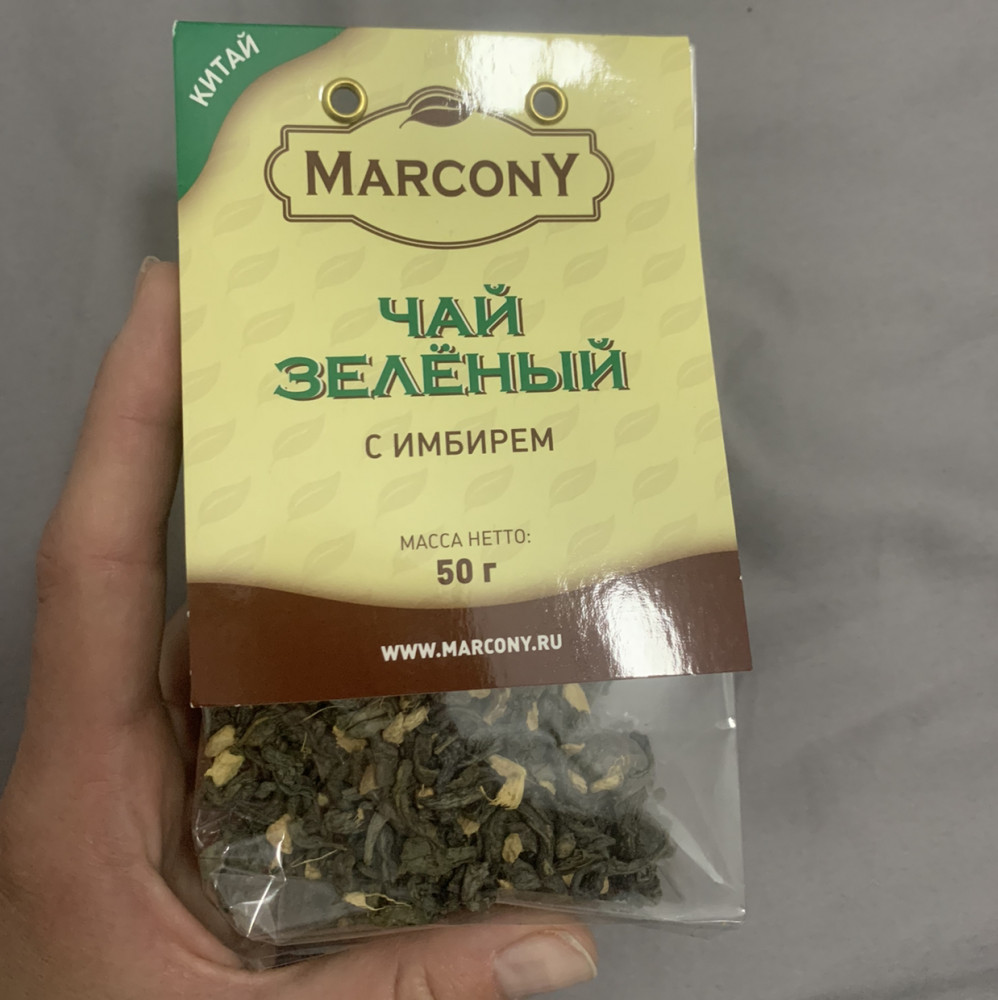 КИТАЙ
MARCONY
ЧАЙ
ЗЕЛЁНЫЙ
С ИМБИРЕМ
МАССА НЕТТО:
50 г
WWW.MARCONY.RU